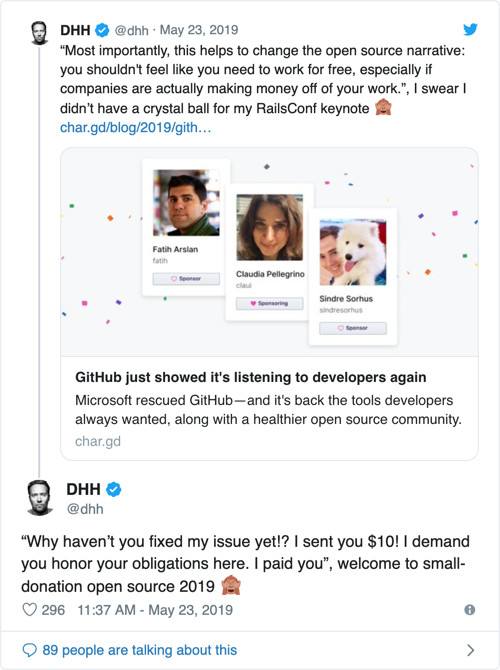 DHH @dhh · May 23, 2019
“Most importantly, this helps to change the open source narrative:
you shouldn't feel like you need to work for free, especially if
companies are actually making money off of your work.”, I swear I
didn’t have a crystal ball for my RailsConf keynote 🙈
char.gd/blog/2019/gith…
Fatih Arslan
fatih
Sponsor
Claudia Pellegrino
claui
Sponsoring
Sindre Sorhus
sindresorhus
Sponsor
GitHub just showed it's listening to developers again
Microsoft rescued GitHub—and it's back the tools developers
always wanted, along with a healthier open source community.
char.gd
DHH
@dhh
“Why haven’t you fixed my issue yet!? I sent you $10! I demand
you honor your obligations here. I paid you”, welcome to small-
donation open source 2019 🙈
296 11:37 AM - May 23, 2019
89 people are talking about this